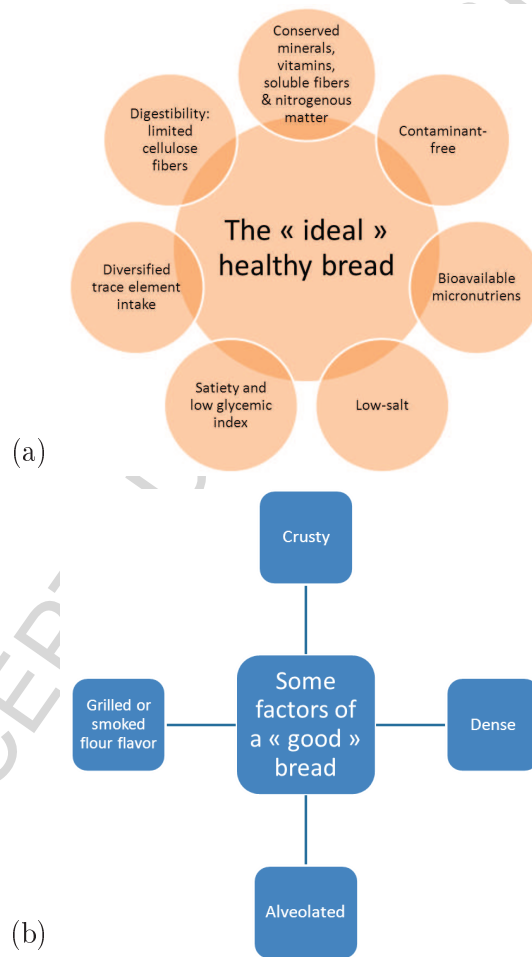 Conserved
minerals,
vitamins,
soluble fibers
& nitrogenous
matter
Digestibility:
limited
cellulose
fibers
Contaminant-
free
The « ideal »
healthy bread
Diversified
trace element
intake
Bioavailable
micronutriens
Satiety and
low glycemic
index
Low-salt
(a)
Crusty
Grilled or
smoked
flour flavor
Some
factors of
a « good »
bread
Dense
Alveolated
(b)